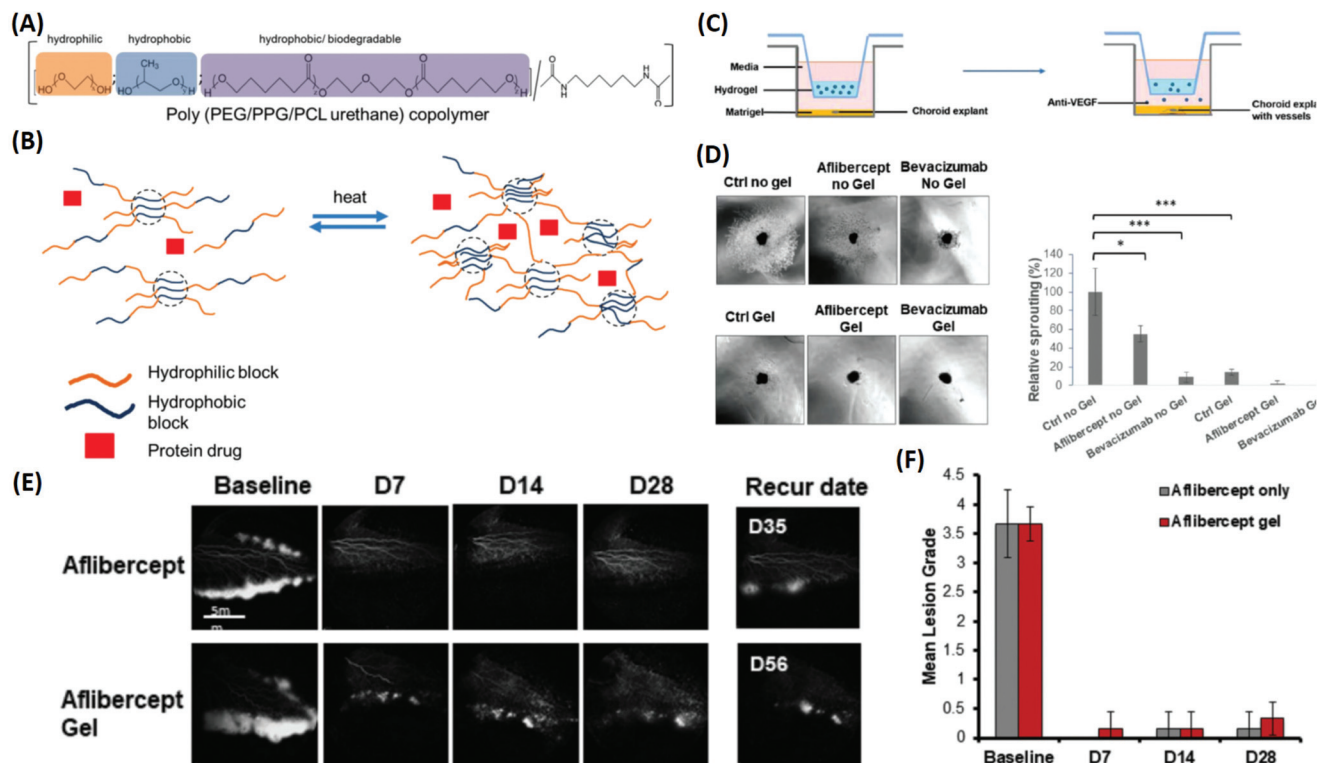 (A)
hydrophilic
hydrophobic
hydrophobic/ biodegradable
Poly (PEG/PPG/PCL urethane) copolymer
(B)
heat
Hydrophilic block
Hydrophobic
block
Protein drug
(C)
Media
Hydrogel
Matrigel
Choroid explant
Anti-VEGF
Choroid expla
with vessels
(D)
Ctrl no gel
Aflibercept
no Gel
Bevacizumab
No Gel
Ctrl Gel
Aflibercept
Gel
Bevacizumab
Gel
Relative sprouting (%)
140
120
100
80
60
40
20
0
***
***
*
Ctrl no Gel
Aflibercept no Gel
Bevacizumab no Gel
Ctrl Gel
Aflibercept Gel
Bevacizumab Ge
(E)
Baseline
D7
D14
D28
Recur date
Aflibercept
5m
m
D35
Aflibercept
Gel
D56
(F)
Mean Lesion Grade
4.5
4
3.5
3
2.5
2
1.5
1
0.5
0
Aflibercept only
Aflibercept gel
Baseline
D7
D14
D28